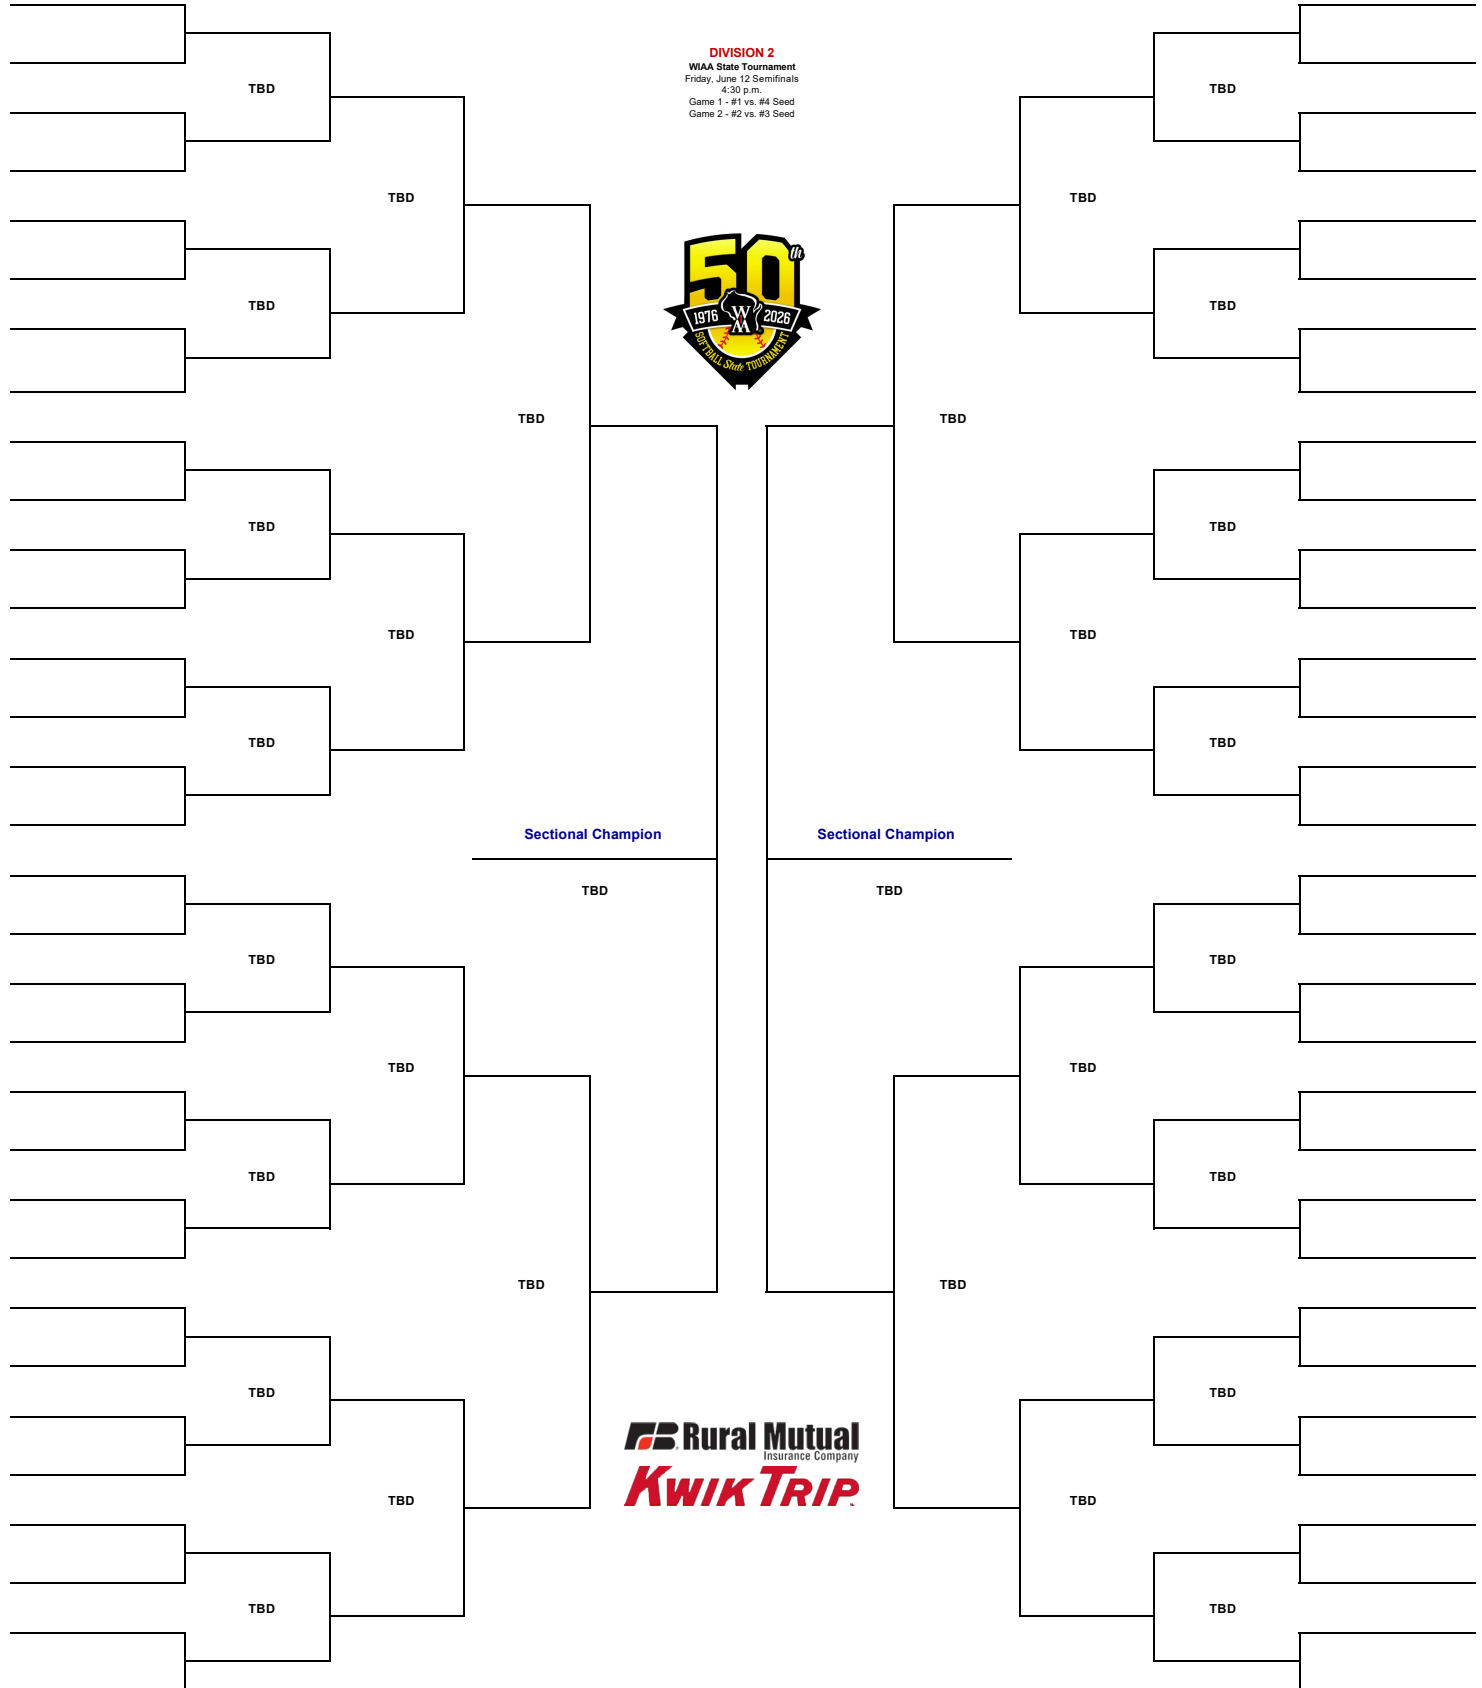 DIVISION 2
WIAA State Tournament
Friday, June 12 Semifinals
4:30 p.m.
Game 1 - #1 vs. #4 Seed
Game 2 - #2 vs. #3 Seed
TBD TBD
TBD TBD
50th
TBD TBD
1976 WIAA 2026
SOFTBALL State TOURNAMENT
TBD TBD
TBD TBD
TBD TBD
TBD TBD
Sectional Champion Sectional Champion
TBD TBD
TBD TBD
TBD TBD
TBD TBD
TBD TBD
TBD TBD
Rural Mutual
Insurance Company
KWIK TRIP
TBD TBD
TBD TBD